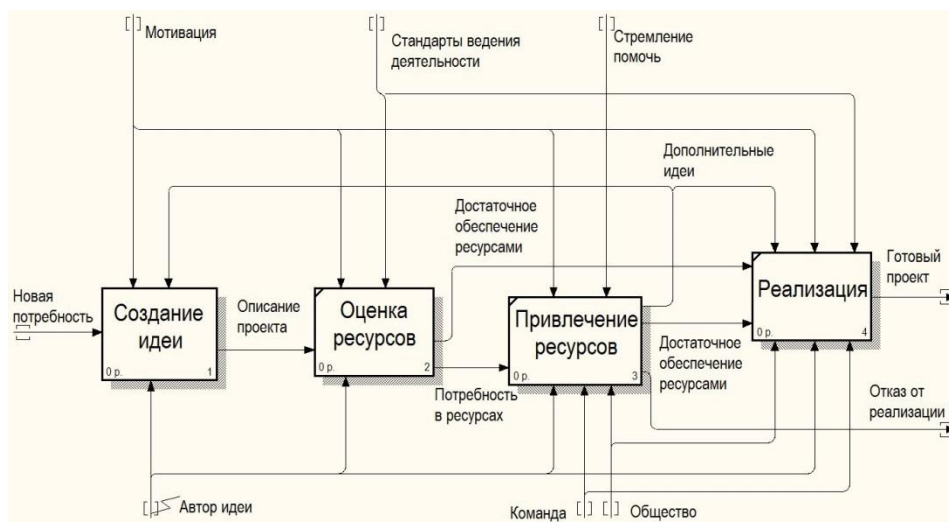 Мотивация
Стандарты ведения
деятельности
Стремление
помочь
Дополнительные
идеи
Достаточное
обеспечение
ресурсами
Готовый
проект
Новая
потребность
Создание
идеи
0 р.
1
Описание
проекта
Оценка
ресурсов
0 р.
2
Потребность
в ресурсах
Привлечение
ресурсов
0 р.
3
Реализация
0 р.
4
Достаточное
обеспечение
ресурсами
Отказ от
реализации
Автор идеи
Команда
Общество